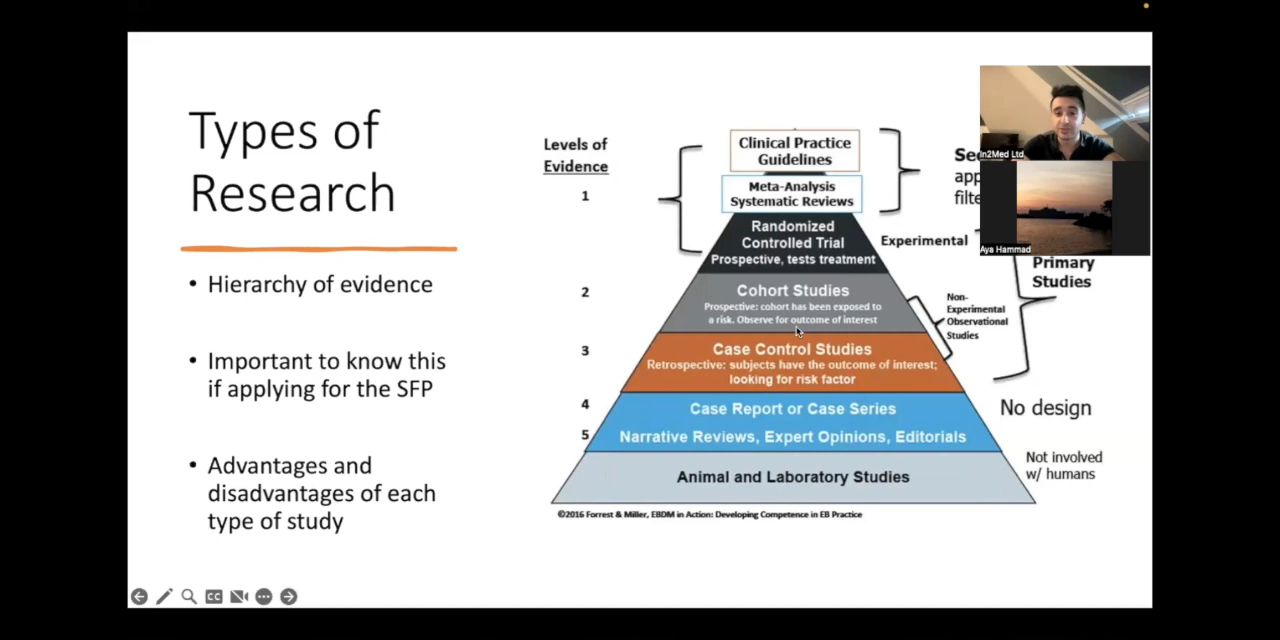 Types of
Research
• Hierarchy of evidence
• Important to know this
if applying for the SFP
• Advantages and
disadvantages of each
type of study
Levels of
Evidence
1
2
3
4
5
Clinical Practice
Guidelines
Meta-Analysis
Systematic Reviews
Randomized
Controlled Trial
Prospective, tests treatment
Cohort Studies
Prospective: cohort has been exposed to
a risk. Observe for outcome of interest
Case Control Studies
Retrospective: subjects have the outcome of interest;
looking for risk factor
Case Report or Case Series
Narrative Reviews, Expert Opinions, Editorials
Animal and Laboratory Studies
Experimental
Primary
Studies
Non-
Experimental
Observational
Studies
No design
Not involved
w/ humans
©2016 Forrest & Miller, EBDM in Action: Developing Competence in EB Practice
In2Med Ltd
Aya Hammad
CC